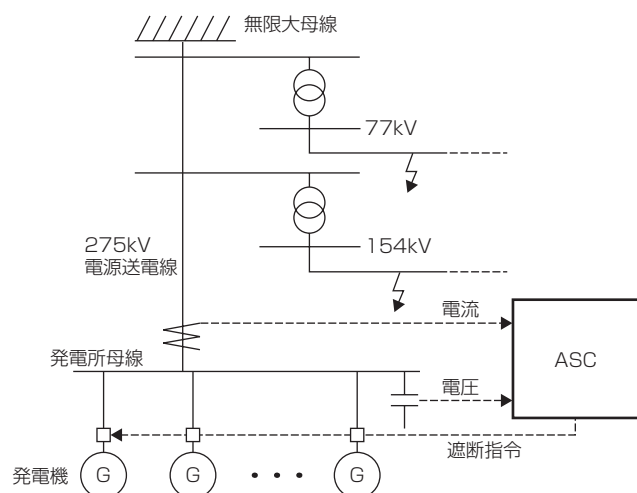 無限大母線
77kV
275kV
電源送電線
154kV
電流
ASC
発電所母線
電圧
遮断指令
発電機
G
G
・・・
G